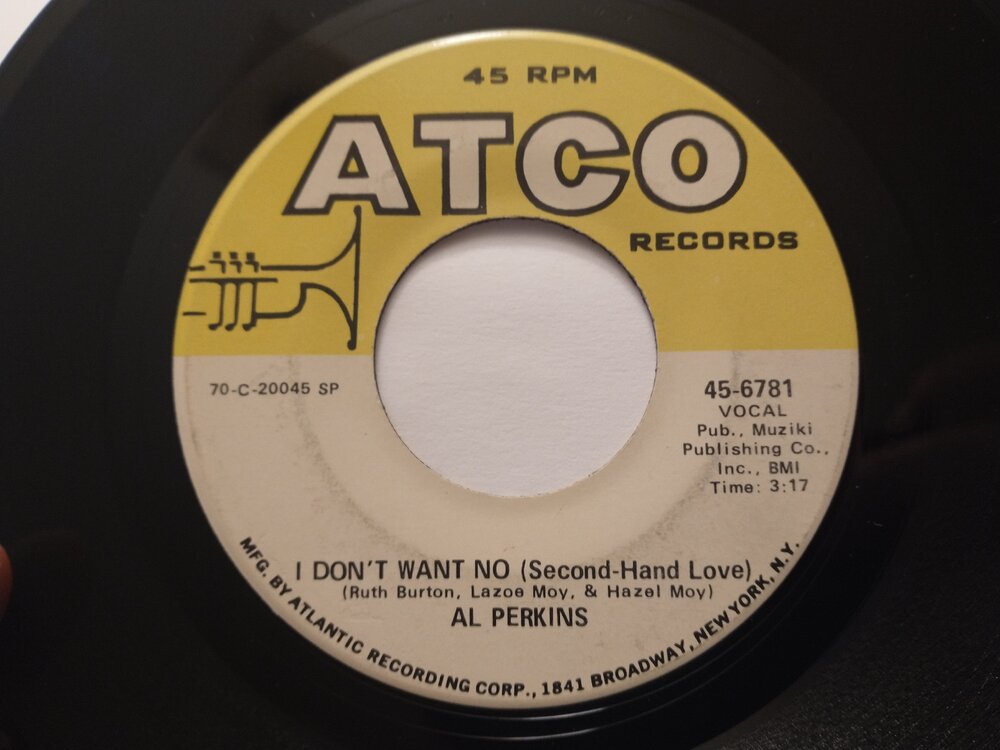 45 RPM
ATCO
RECORDS
70-C-20045 SP
45-6781
VOCAL
Pub., Muziki
Publishing Co.,
Inc., BMI
Time: 3:17
I DON'T WANT NO (Second-Hand Love)
(Ruth Burton, Lazoe Moy, & Hazel Moy)
AL PERKINS
MFG. BY ATLANTIC RECORDING CORP., 1841 BROADWAY, NEW YORK, N.Y.